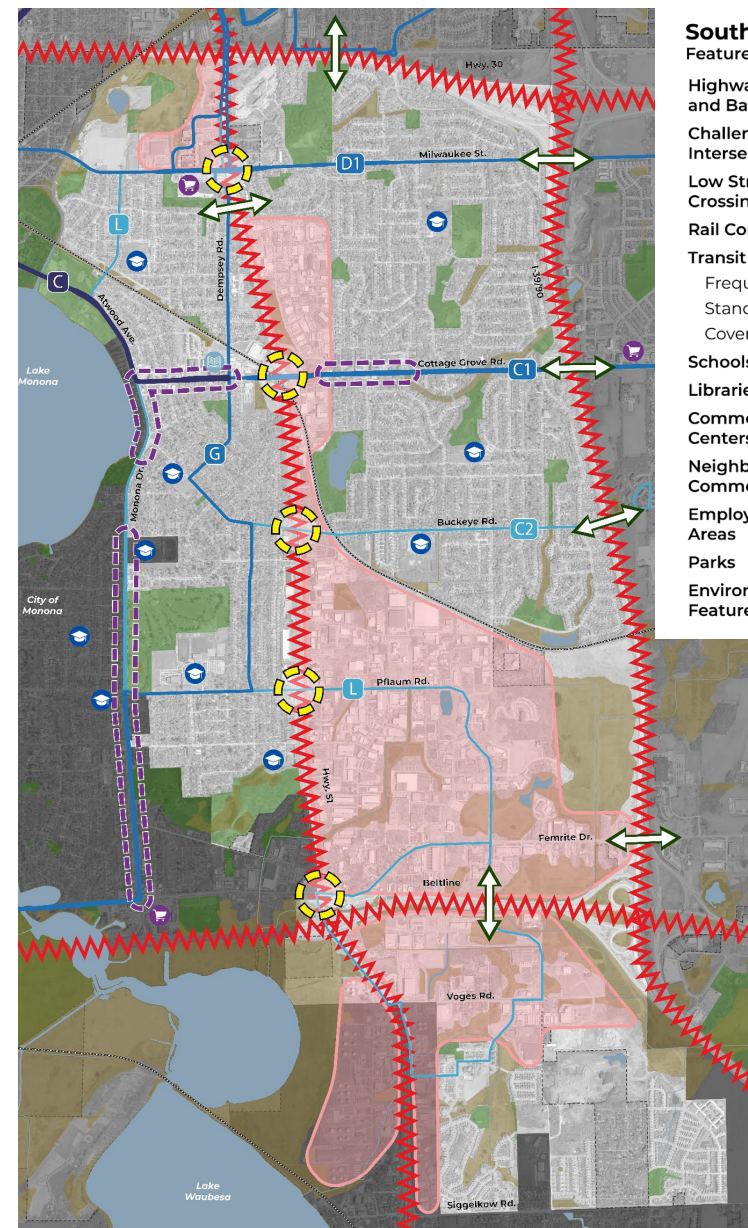 South
Feature
Highwa
and Ba
Challen
Interse
Low Str
Crossin
Rail Cor
Transit
Frequ
Stand
Cover
Schools
Librarie
Commu
Centers
Neighb
Comme
Employ
Areas
Parks
Environ
Feature
Hwy. 30
Milwaukee St.
D1
L
Dempsey Rd.
I-39/90
C
Atwood Ave.
Lake
Monona
Cottage Grove Rd.
C1
G
Monona Dr.
Buckeye Rd.
C2
City of
Monona
Pflaum Rd.
L
Hwy. 51
Femrite Dr.
Beltline
Voges Rd.
Lake
Waubesa
Siggelkow Rd.